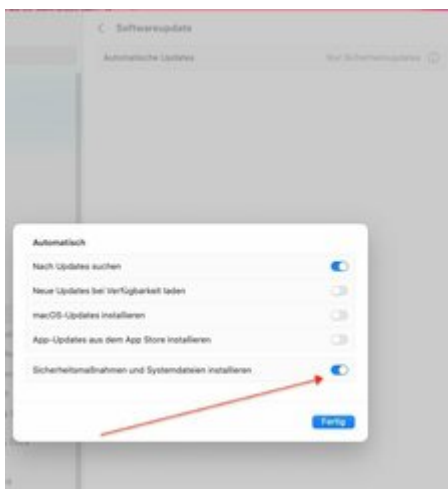 Softwareupdate
Automatische Updates
Nur Sicherheitsupdates
Automatisch
Nach Updates suchen
Neue Updates bei Verfügbarkeit laden
macOS-Updates installieren
App-Updates aus dem App Store installieren
Sicherheitsmaßnahmen und Systemdateien installieren
Fertig